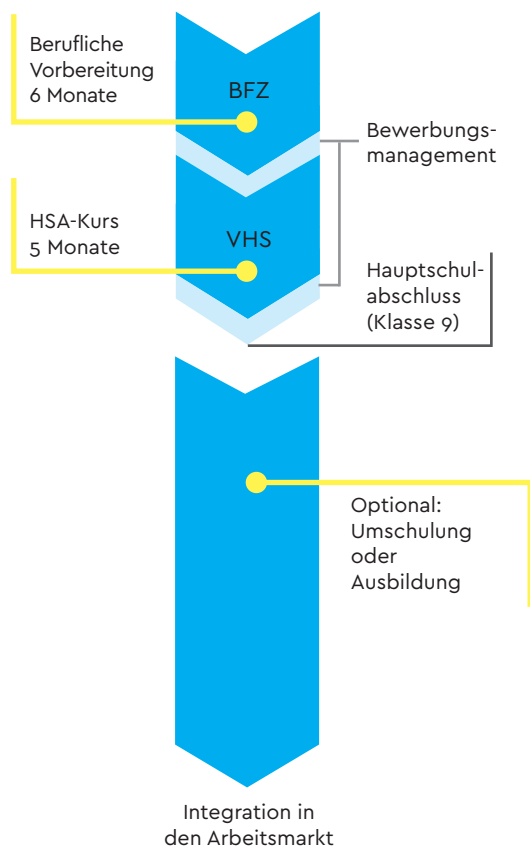 Berufliche
Vorbereitung
6 Monate
BFZ
Bewerbungs-
management
HSA-Kurs
5 Monate
VHS
Hauptschul-
abschluss
(Klasse 9)
Optional:
Umschulung
oder
Ausbildung
Integration in
den Arbeitsmarkt